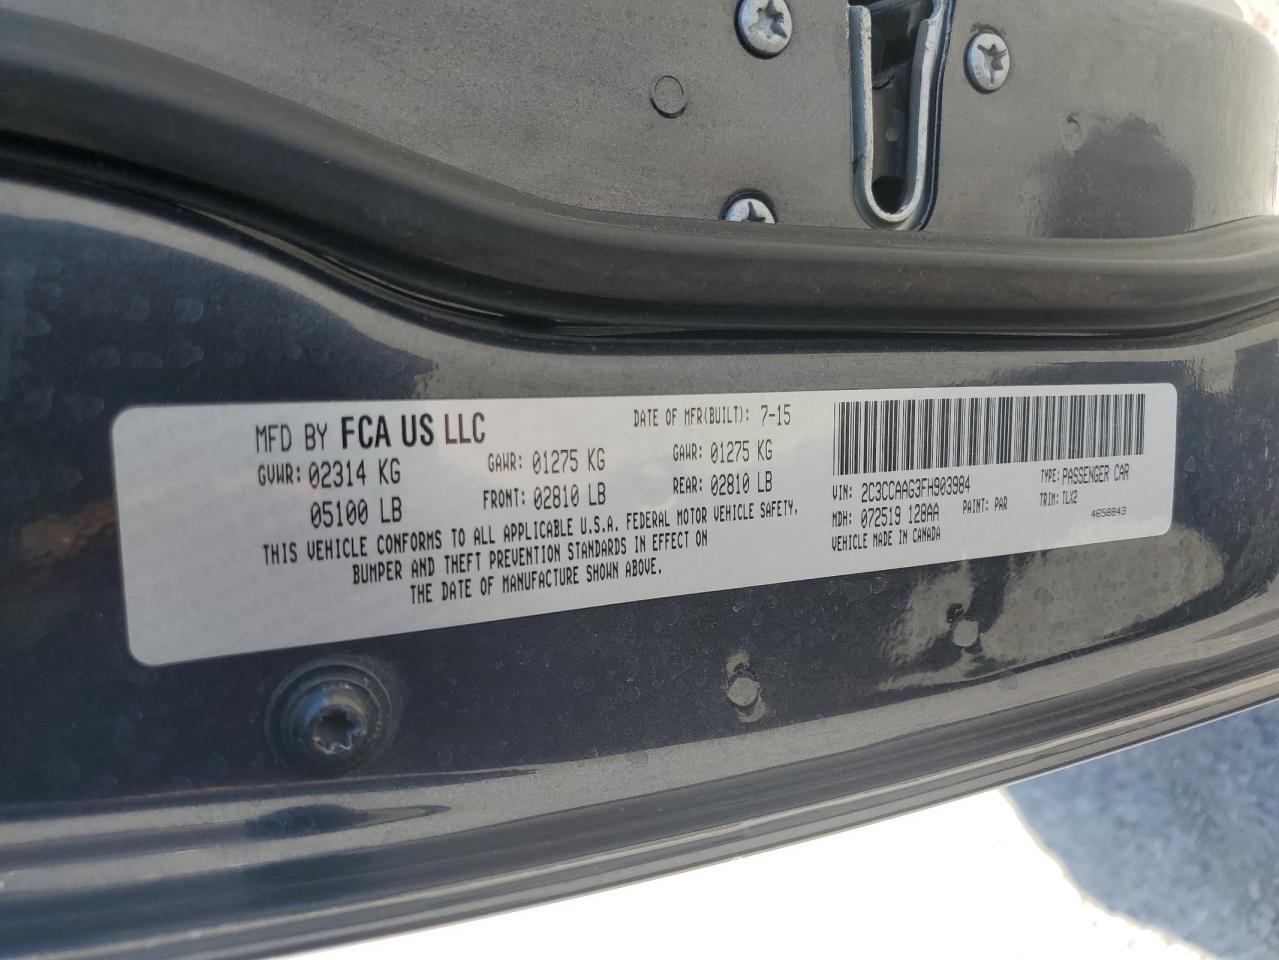 MFD BY FCA US LLC DATE OF MFR(BUILT): 7-15
GVWR: 02314 KG GAWR: 01275 KG GAWR: 01275 KG
05100 LB FRONT: 02810 LB REAR: 02810 LB
THIS VEHICLE CONFORMS TO ALL APPLICABLE U.S.A. FEDERAL MOTOR VEHICLE SAFETY,
BUMPER AND THEFT PREVENTION STANDARDS IN EFFECT ON
THE DATE OF MANUFACTURE SHOWN ABOVE.
VIN: 2C3CCAAG3FH903984 TYPE: PASSENGER CAR
MDH: 072519 128AA PAINT: PAR TRIM: TLX2
VEHICLE MADE IN CANADA 4658843